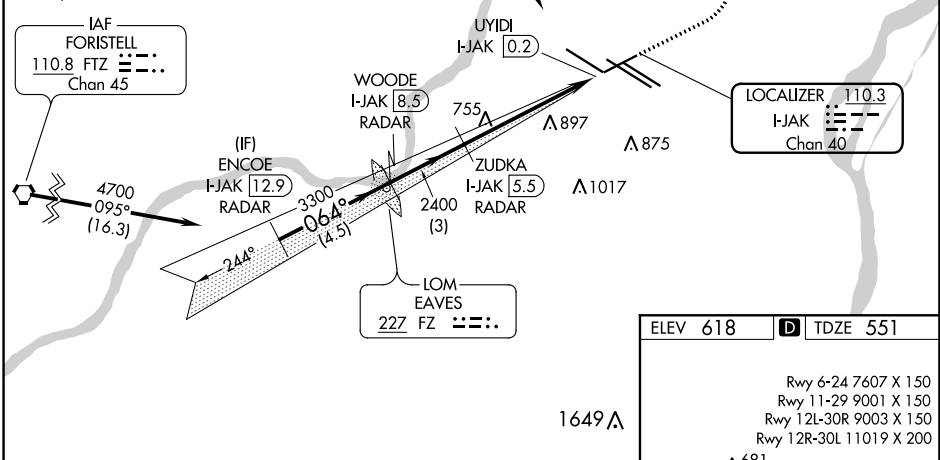 IAF
FORISTELL
110.8 FTZ
Chan 45
UYIDI
I-JAK 0.2
WOODE
I-JAK 8.5
RADAR
755
897
875
1017
LOCALIZER 110.3
I-JAK
Chan 40
(IF)
ENCOE
I-JAK 12.9
RADAR
ZUDKA
I-JAK 5.5
RADAR
4700
095°
(16.3)
3300
064°
(4.5)
244°
2400
(3)
LOM
EAVES
227 FZ
1649
ELEV 618 D TDZE 551
Rwy 6-24 7607 X 150
Rwy 11-29 9001 X 150
Rwy 12L-30R 9003 X 150
Rwy 12R-30L 11019 X 200